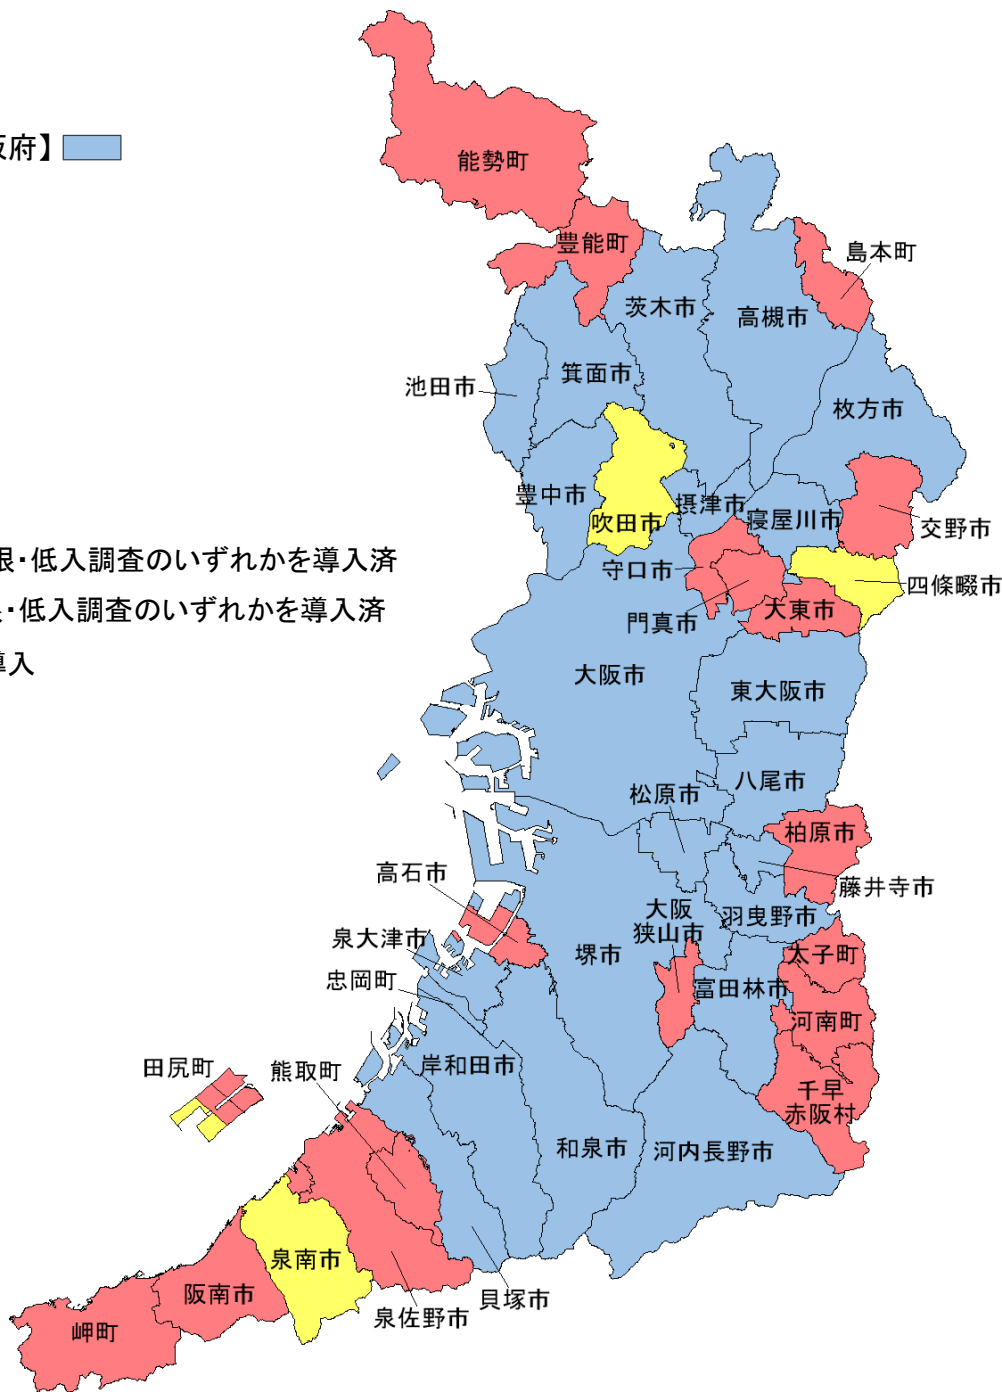 阪府】
能勢町
豊能町
島本町
茨木市
高槻市
箕面市
池田市
枚方市
豊中市
摂津市
吹田市
寝屋川市
交野市
限・低入調査のいずれかを導入済
守口市
四條畷市
・低入調査のいずれかを導入済
門真市
大東市
導入
大阪市
東大阪市
八尾市
松原市
柏原市
高石市
藤井寺市
大阪
狭山市
羽曳野市
泉大津市
堺市
太子町
忠岡町
富田林市
河南町
田尻町
熊取町
岸和田市
千早
赤阪村
和泉市
河内長野市
泉南市
阪南市
貝塚市
泉佐野市
岬町